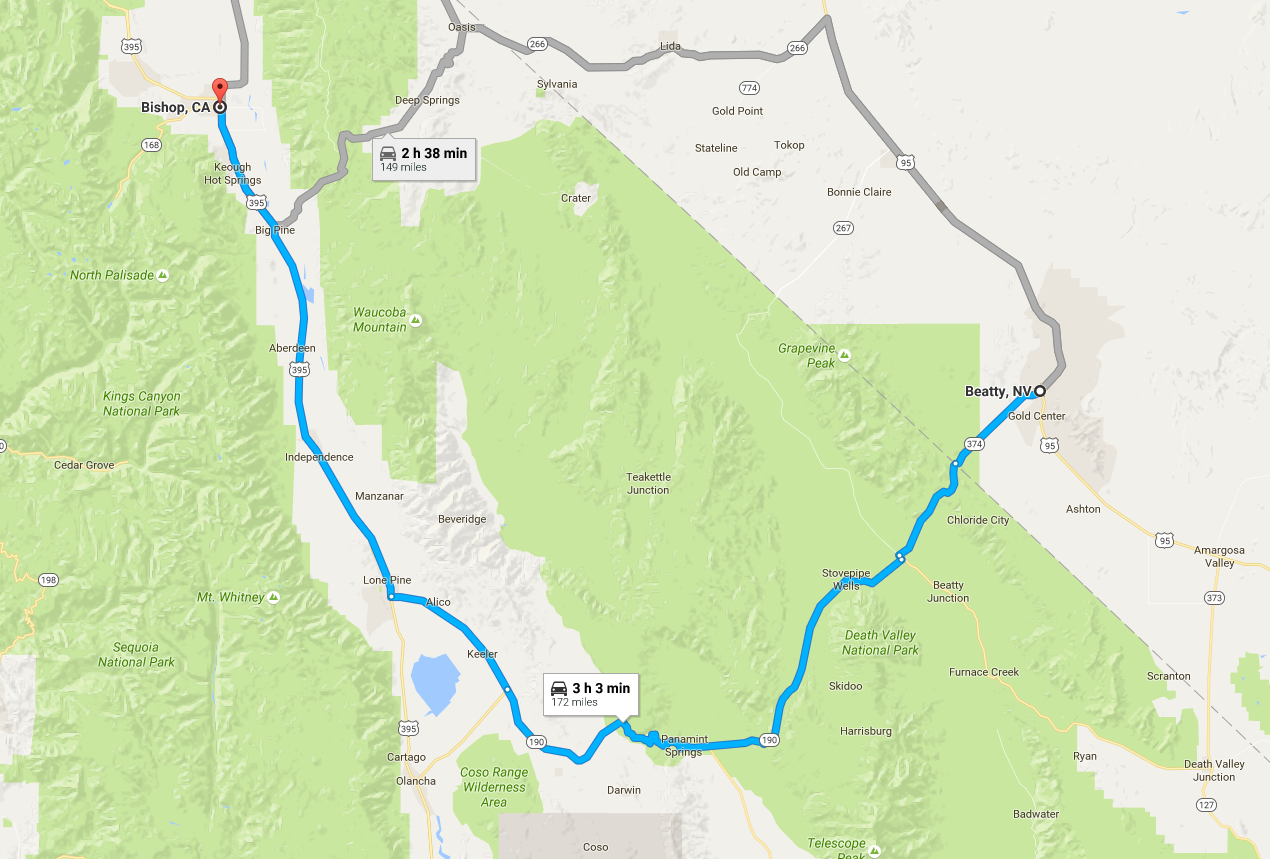 Oasis
395
266
Lida
266
Sylvania
774
Deep Springs
Bishop, CA
Gold Point
168
2 h 38 min
149 miles
Stateline
Tokop
95
Keough
Hot Springs
Old Camp
Bonnie Claire
395
Crater
Big Pine
267
North Palisade
Waucoba
Mountain
Aberdeen
Grapevine
Peak
395
Beatty, NV
Kings Canyon
National Park
Gold Center
374
95
0
Independence
Cedar Grove
Teakettle
Junction
Manzanar
Ashton
Beveridge
Chloride City
95
Amargosa
Valley
198
Lone Pine
Stovepipe
Wells
Beatty
Junction
Mt. Whitney
Alico
373
Death Valley
National Park
Sequoia
National Park
Keeler
Furnace Creek
Scranton
3 h 3 min
172 miles
Skidoo
395
190
Panamint
Springs
190
Harrisburg
Cartago
Ryan
Olancha
Coso Range
Wilderness
Area
Darwin
Death Valley
Junction
127
Badwater
Coso
Telescope
Peak